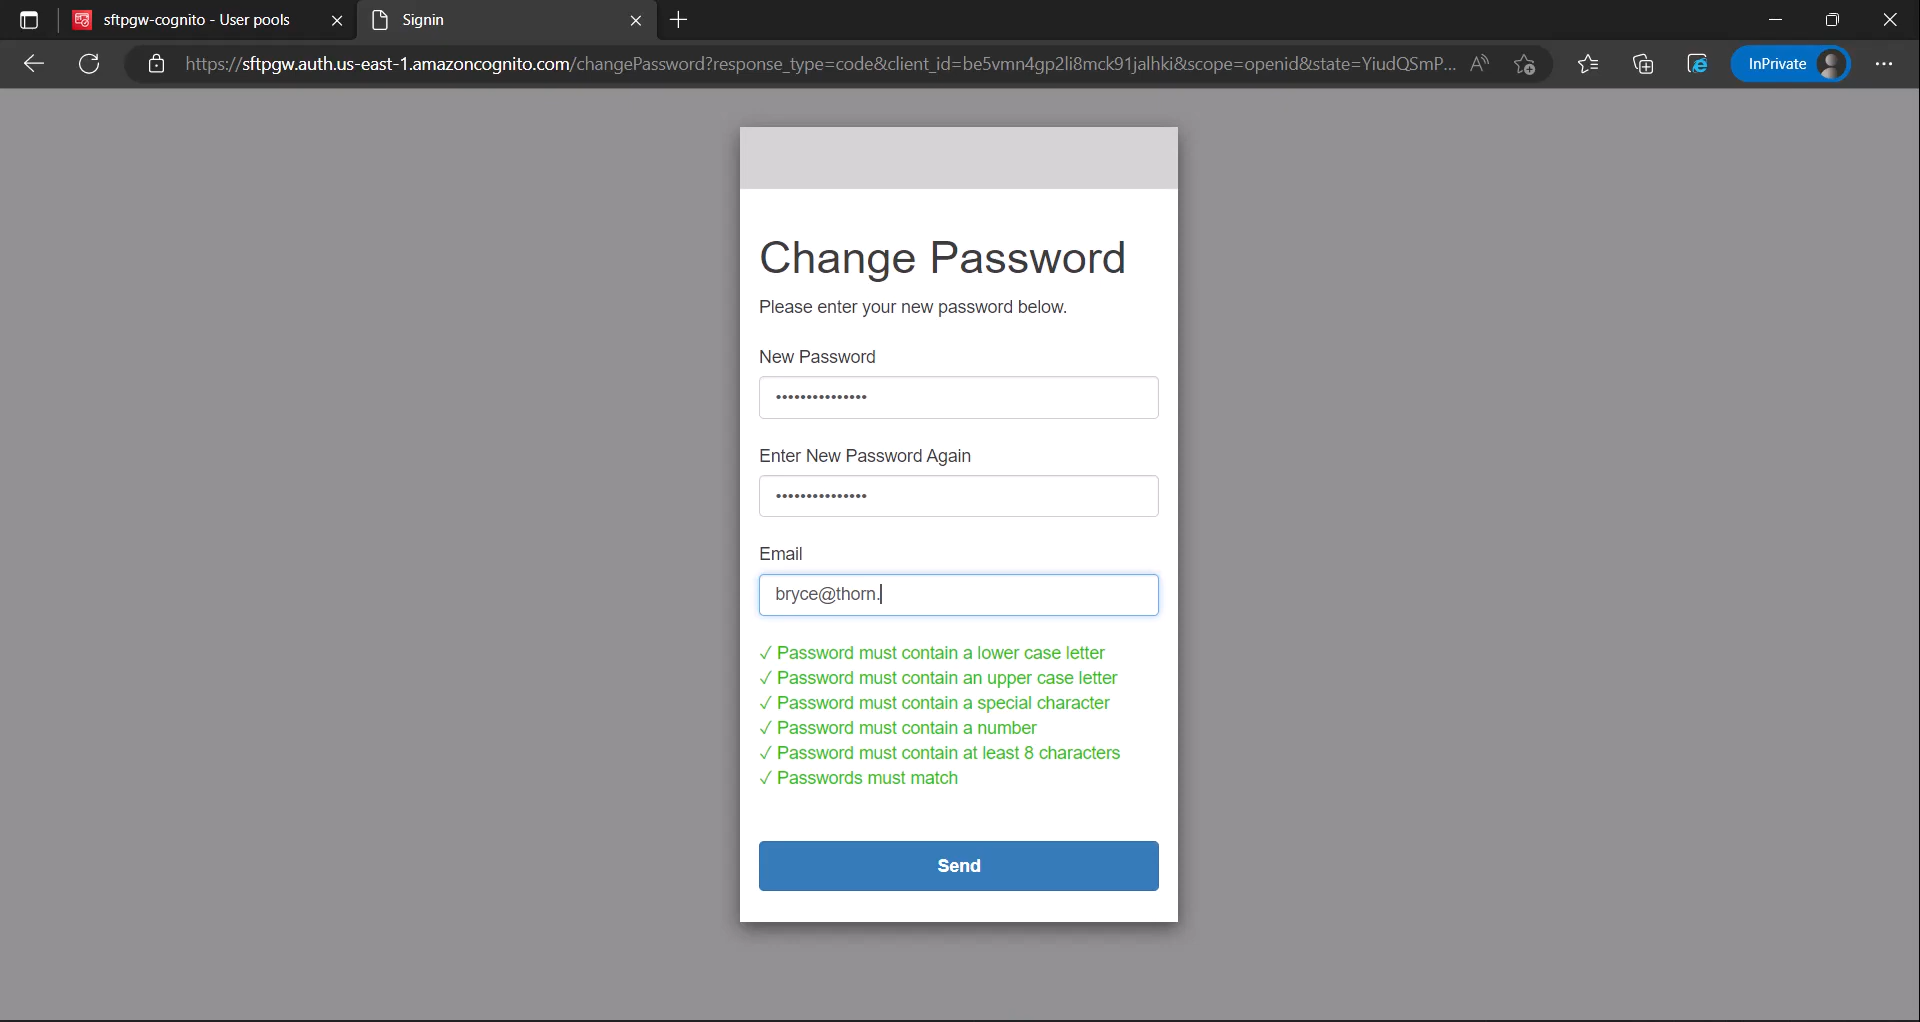 sftpgw-cognito - User pools
Signin
https://sftpgw.auth.us-east-1.amazoncognito.com/changePassword?response_type=code&client_id=be5vmn4gp2li8mck91jalhki&scope=openid&state=YiudQSmP...
InPrivate
Change Password
Please enter your new password below.
New Password
•••••••••••••••
Enter New Password Again
•••••••••••••••
Email
bryce@thorn.
✓ Password must contain a lower case letter
✓ Password must contain an upper case letter
✓ Password must contain a special character
✓ Password must contain a number
✓ Password must contain at least 8 characters
✓ Passwords must match
Send